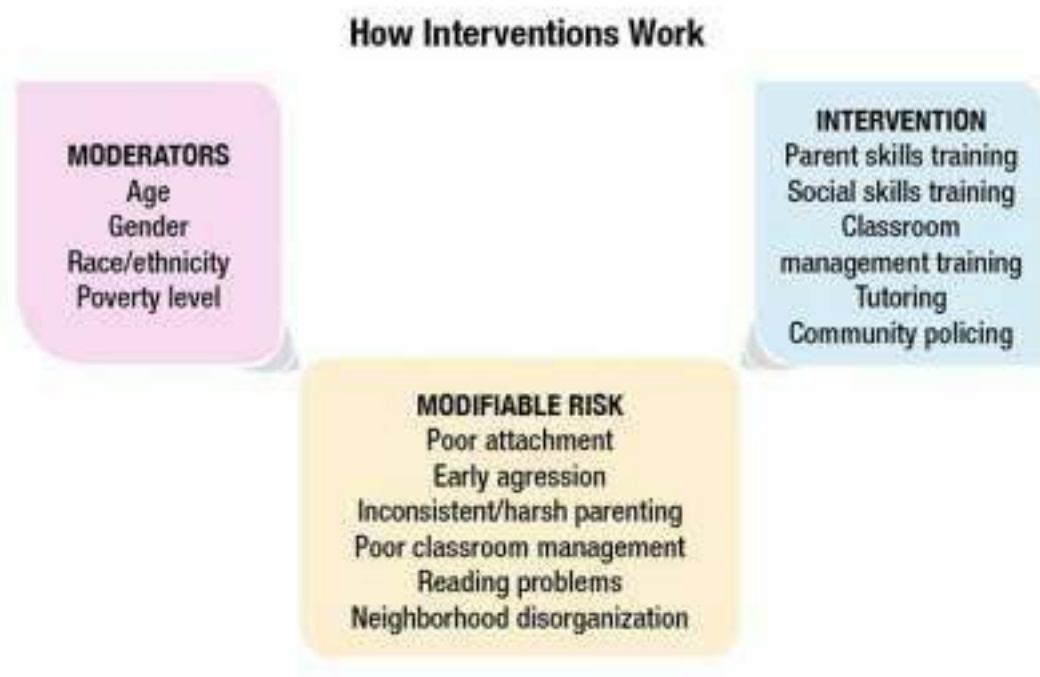 How Interventions Work
MODERATORS
Age
Gender
Race/ethnicity
Poverty level
INTERVENTION
Parent skills training
Social skills training
Classroom
management training
Tutoring
Community policing
MODIFIABLE RISK
Poor attachment
Early agression
Inconsistent/harsh parenting
Poor classroom management
Reading problems
Neighborhood disorganization